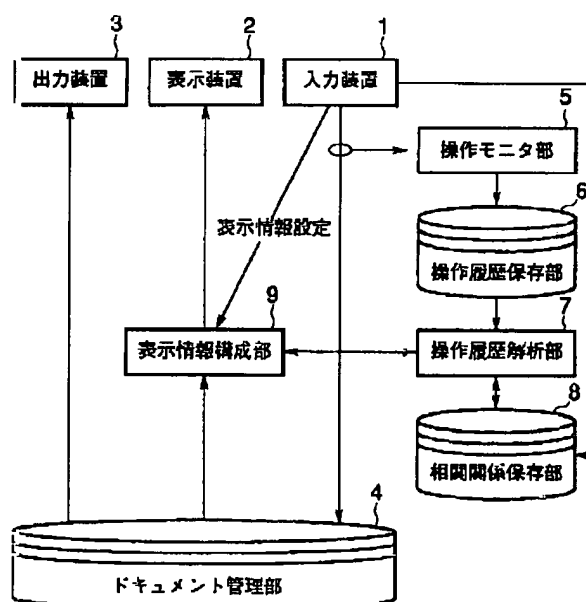 3
2
1
出力装置
表示装置
入力装置
5
操作モニタ部
6
表示情報設定
操作履歴保存部
9
7
表示情報構成部
操作履歴解析部
8
相関関係保存部
4
ドキュメント管理部